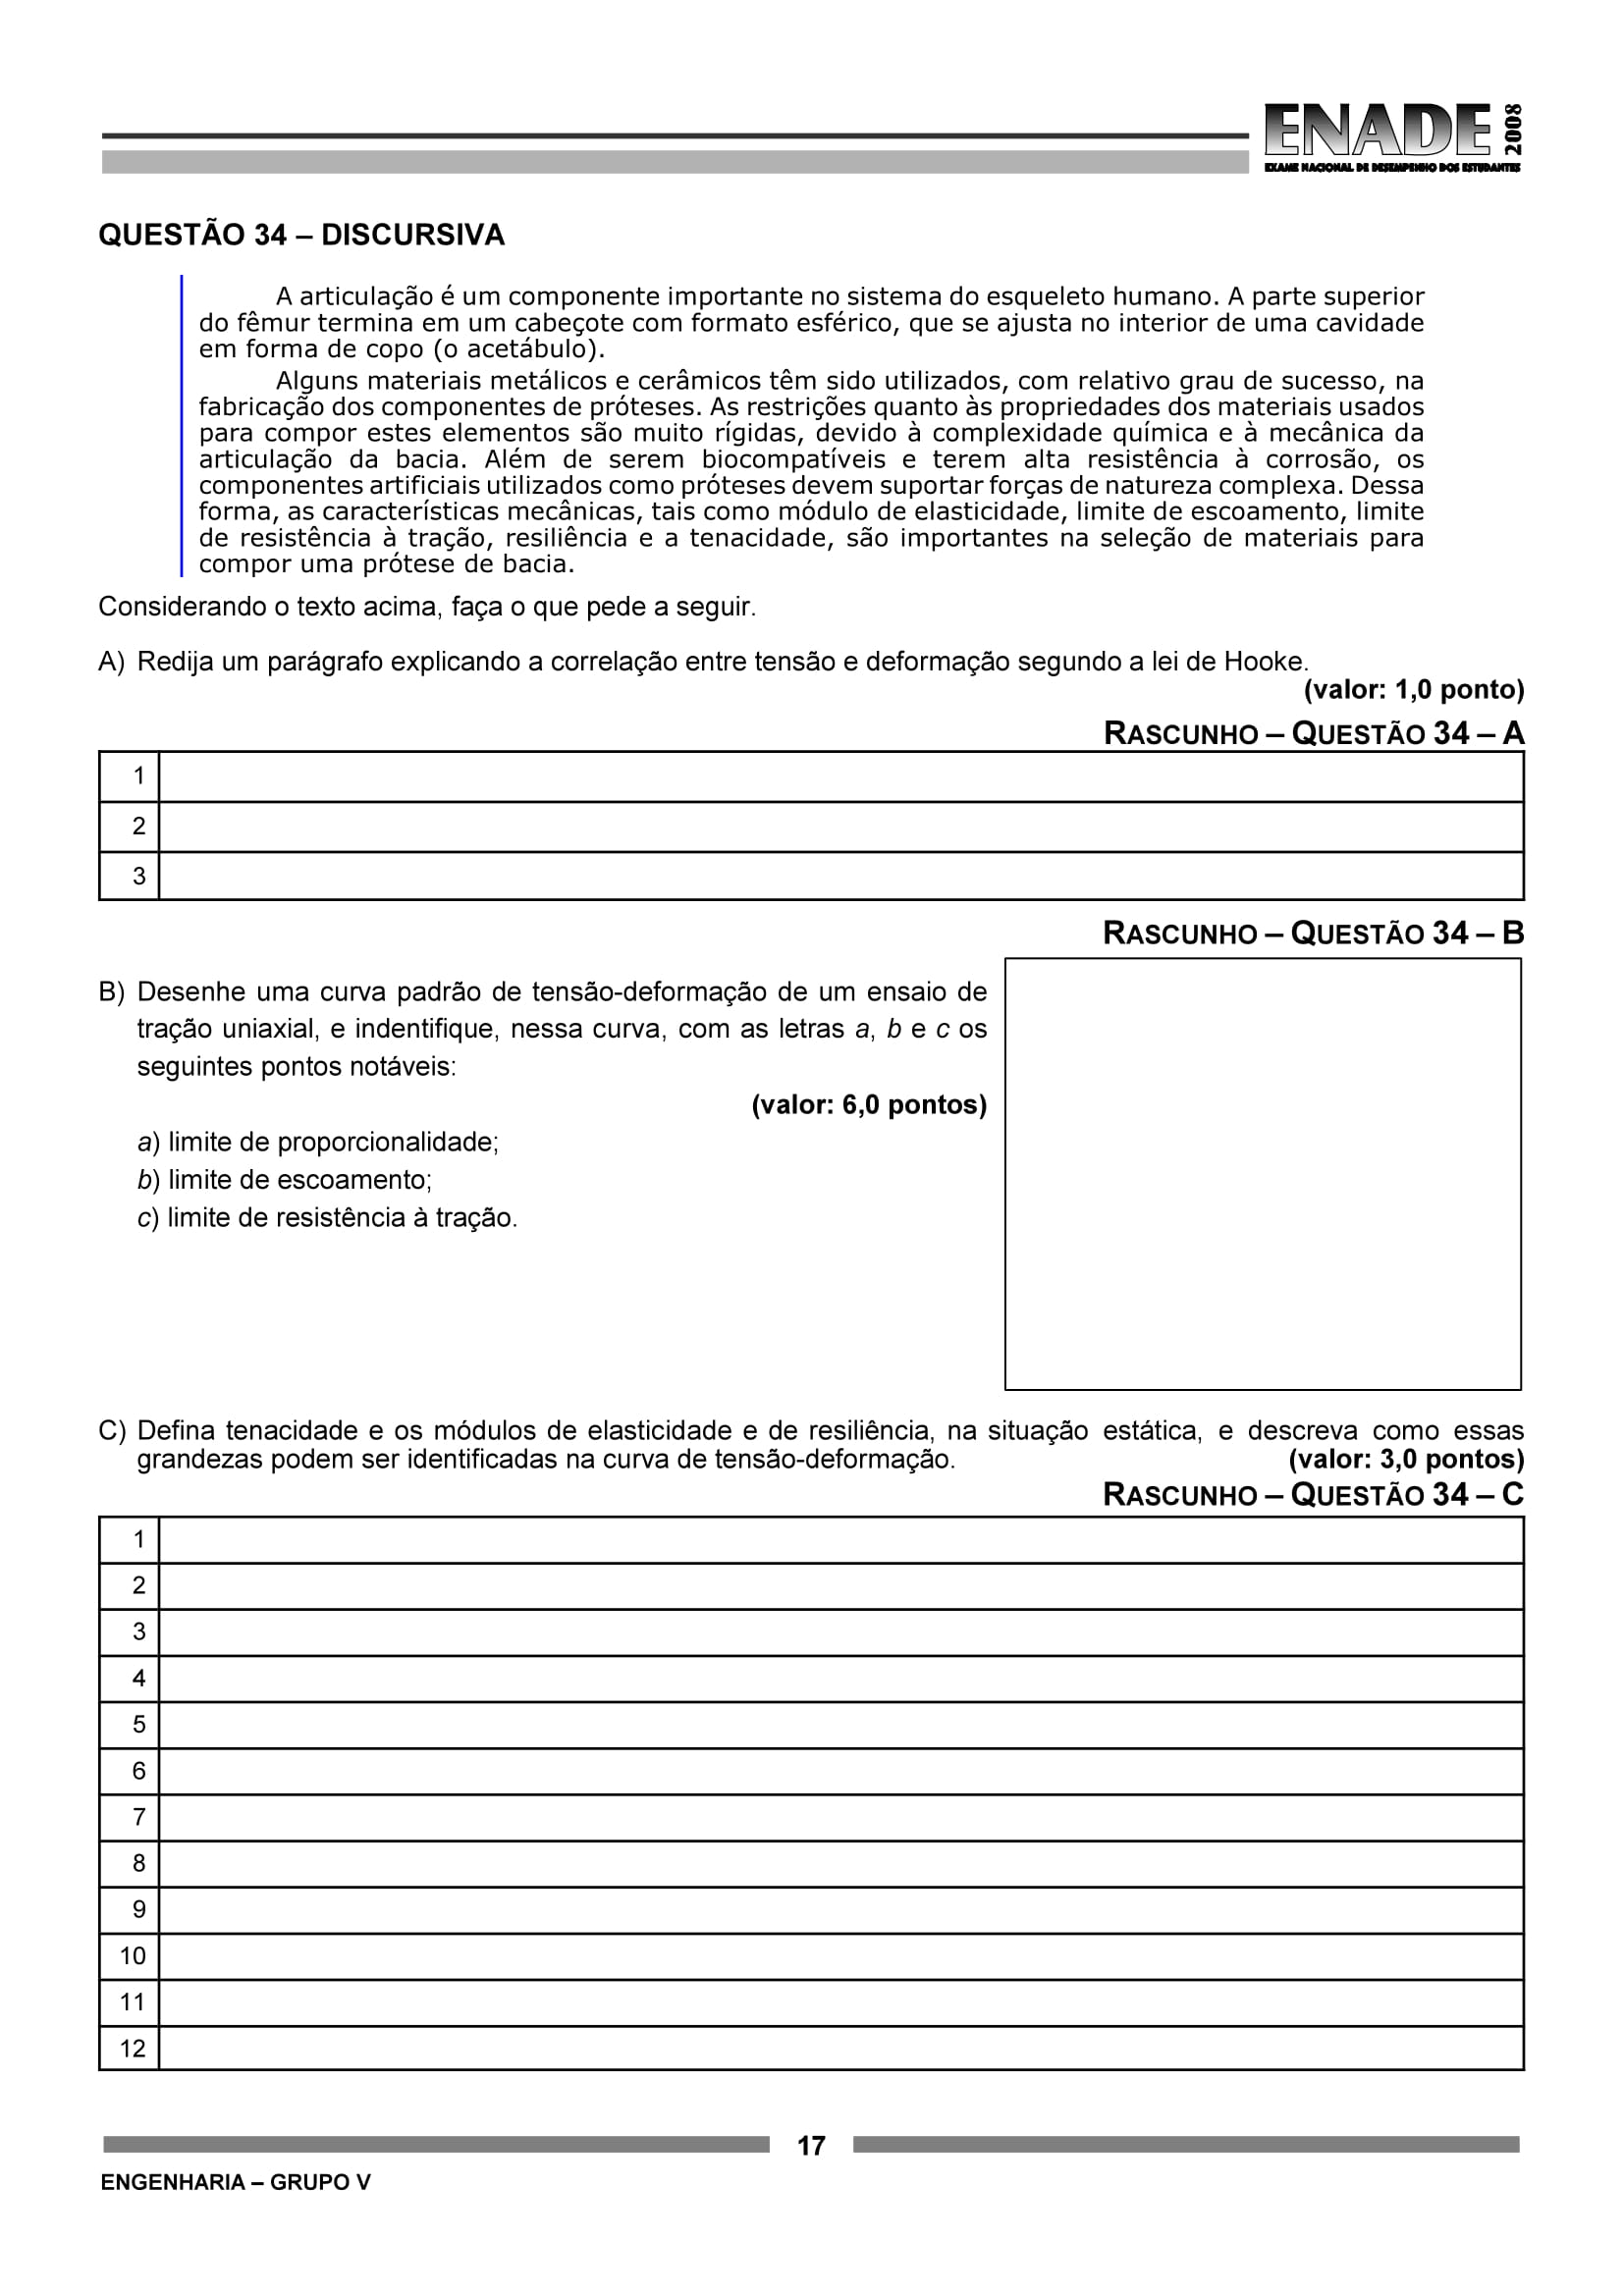 ENADE 2008
EXAME NACIONAL DE DESEMPENHO DOS ESTUDANTES
QUESTÃO 34 – DISCURSIVA
A articulação é um componente importante no sistema do esqueleto humano. A parte superior
do fêmur termina em um cabeçote com formato esférico, que se ajusta no interior de uma cavidade
em forma de copo (o acetábulo).
Alguns materiais metálicos e cerâmicos têm sido utilizados, com relativo grau de sucesso, na
fabricação dos componentes de próteses. As restrições quanto às propriedades dos materiais usados
para compor estes elementos são muito rígidas, devido à complexidade química e à mecânica da
articulação da bacia. Além de serem biocompatíveis e terem alta resistência à corrosão, os
componentes artificiais utilizados como próteses devem suportar forças de natureza complexa. Dessa
forma, as características mecânicas, tais como módulo de elasticidade, limite de escoamento, limite
de resistência à tração, resiliência e a tenacidade, são importantes na seleção de materiais para
compor uma prótese de bacia.
Considerando o texto acima, faça o que pede a seguir.
A) Redija um parágrafo explicando a correlação entre tensão e deformação segundo a lei de Hooke.
(valor: 1,0 ponto)
RASCUNHO – QUESTÃO 34 – A
1
2
3
RASCUNHO – QUESTÃO 34 – B
B) Desenhe uma curva padrão de tensão-deformação de um ensaio de
tração uniaxial, e indentifique, nessa curva, com as letras a, b e c os
seguintes pontos notáveis:
(valor: 6,0 pontos)
a) limite de proporcionalidade;
b) limite de escoamento;
c) limite de resistência à tração.
C) Defina tenacidade e os módulos de elasticidade e de resiliência, na situação estática, e descreva como essas
grandezas podem ser identificadas na curva de tensão-deformação. (valor: 3,0 pontos)
RASCUNHO – QUESTÃO 34 – C
1
2
3
4
5
6
7
8
9
10
11
12
17
ENGENHARIA – GRUPO V